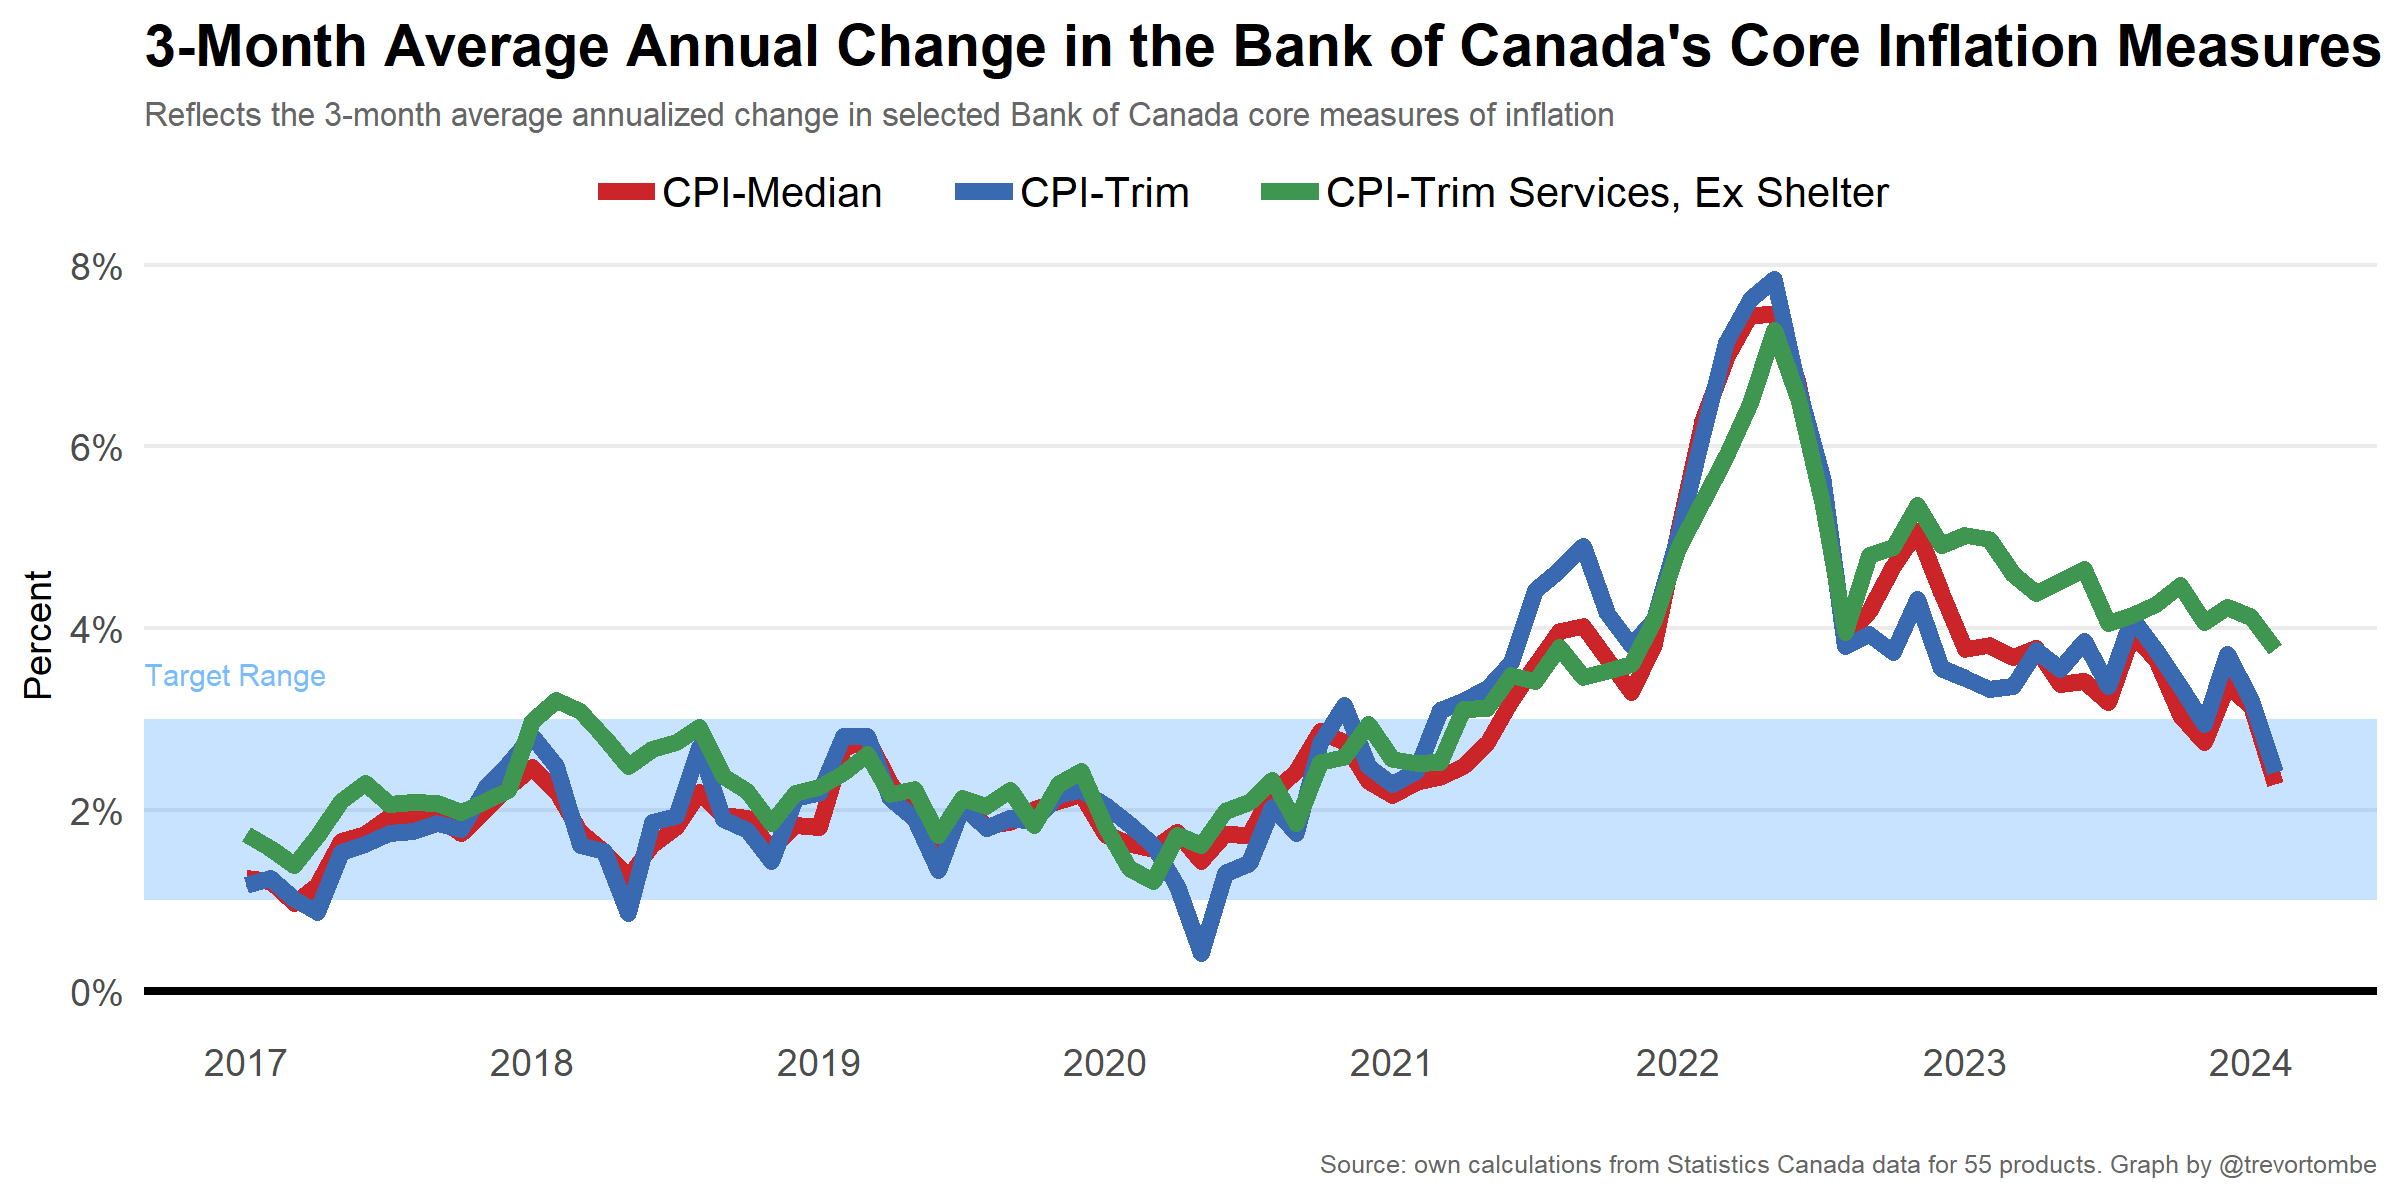 3-Month Average Annual Change in the Bank of Canada's Core Inflation Measures
Reflects the 3-month average annualized change in selected Bank of Canada core measures of inflation
CPI-Median CPI-Trim CPI-Trim Services, Ex Shelter
8%
6%
4%
2%
0%
Percent
Target Range
2017 2018 2019 2020 2021 2022 2023 2024
Source: own calculations from Statistics Canada data for 55 products. Graph by @trevortombe